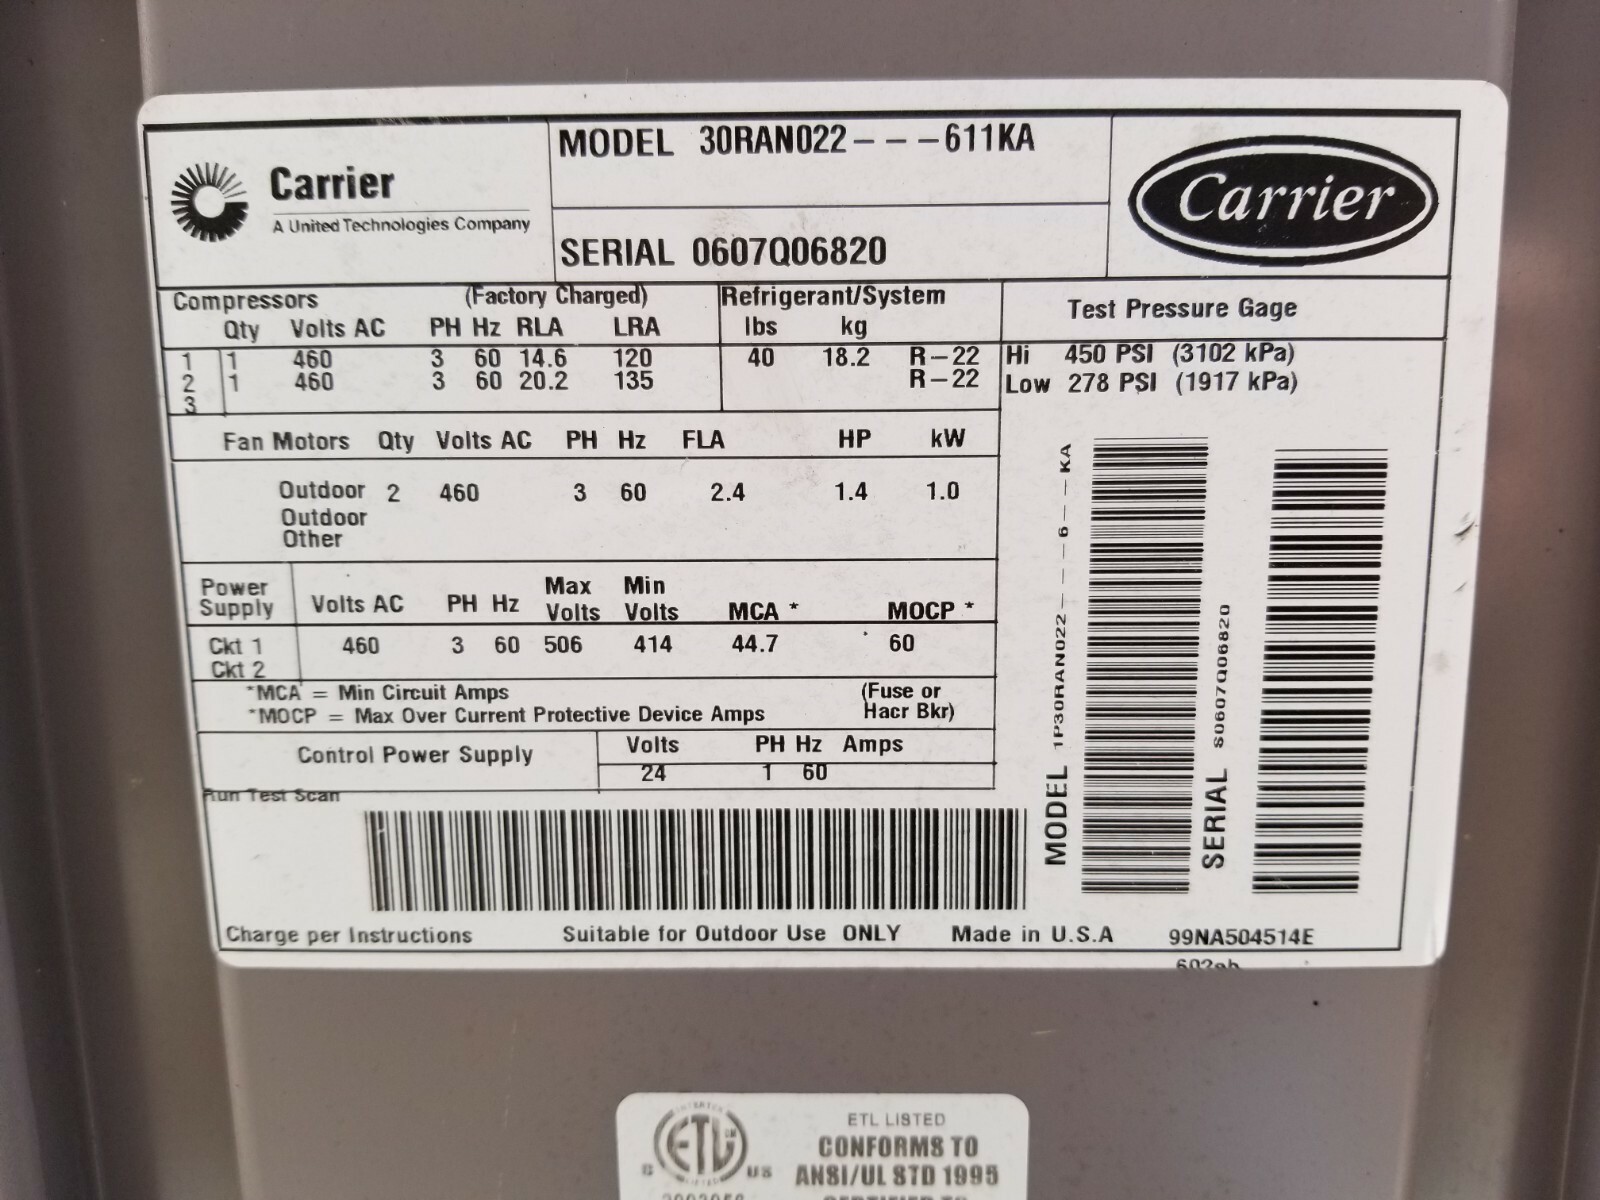 Carrier
A United Technologies Company
MODEL 30RAN022- - -611KA
SERIAL 0607Q06820
Carrier
Compressors (Factory Charged) Refrigerant/System Test Pressure Gage
Qty Volts AC PH Hz RLA LRA lbs kg
1 1 460 3 60 14.6 120 40 18.2 R-22 Hi 450 PSI (3102 kPa)
2 1 460 3 60 20.2 135 R-22 Low 278 PSI (1917 kPa)
3
Fan Motors Qty Volts AC PH Hz FLA HP kW
Outdoor 2 460 3 60 2.4 1.4 1.0
Outdoor
Other
Power Supply Volts AC PH Hz Max Volts Min Volts MCA * MOCP *
Ckt 1 460 3 60 506 414 44.7 60
Ckt 2
*MCA = Min Circuit Amps (Fuse or
*MOCP = Max Over Current Protective Device Amps Hacr Bkr)
Control Power Supply Volts PH Hz Amps
24 1 60
Run Test Scan
MODEL 1P30RAN022---6--KA
SERIAL S0607Q06820
Charge per Instructions Suitable for Outdoor Use ONLY Made in U.S.A 99NA504514E
ETL LISTED
CONFORMS TO
ANSI/UL STD 1995
INTERTEK
ETL CM
LISTED
C US